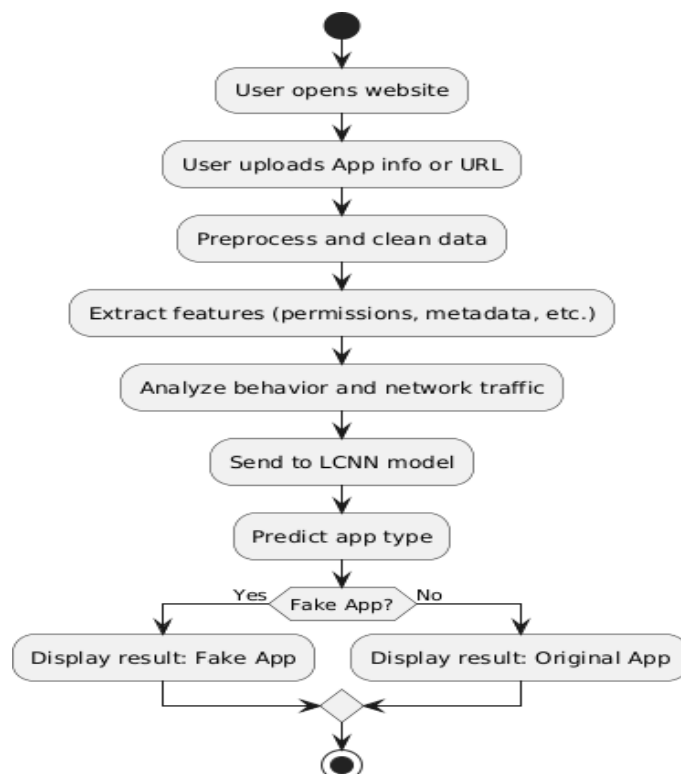 User opens website
User uploads App info or URL
Preprocess and clean data
Extract features (permissions, metadata, etc.)
Analyze behavior and network traffic
Send to LCNN model
Predict app type
Yes
Fake App?
No
Display result: Fake App
Display result: Original App